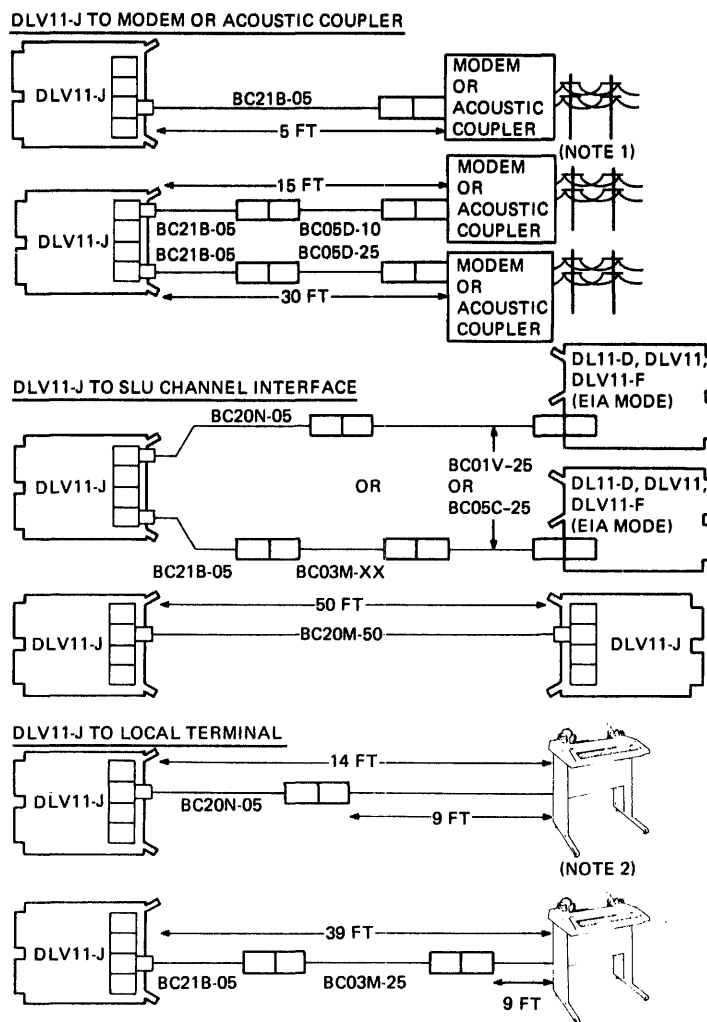 DLV11-J TO MODEM OR ACOUSTIC COUPLER
DLV11-J
BC21B-05
5 FT
MODEM
OR
ACOUSTIC
COUPLER
(NOTE 1)
DLV11-J
15 FT
BC21B-05
BC05D-10
BC21B-05
BC05D-25
30 FT
MODEM
OR
ACOUSTIC
COUPLER
MODEM
OR
ACOUSTIC
COUPLER
DLV11-J TO SLU CHANNEL INTERFACE
DLV11-J
BC20N-05
OR
BC01V-25
OR
BC05C-25
BC21B-05
BC03M-XX
DL11-D, DLV11,
DLV11-F
(EIA MODE)
DL11-D, DLV11,
DLV11-F
(EIA MODE)
DLV11-J
50 FT
BC20M-50
DLV11-J
DLV11-J TO LOCAL TERMINAL
DLV11-J
14 FT
BC20N-05
9 FT
(NOTE 2)
DLV11-J
39 FT
BC21B-05
BC03M-25
9 FT